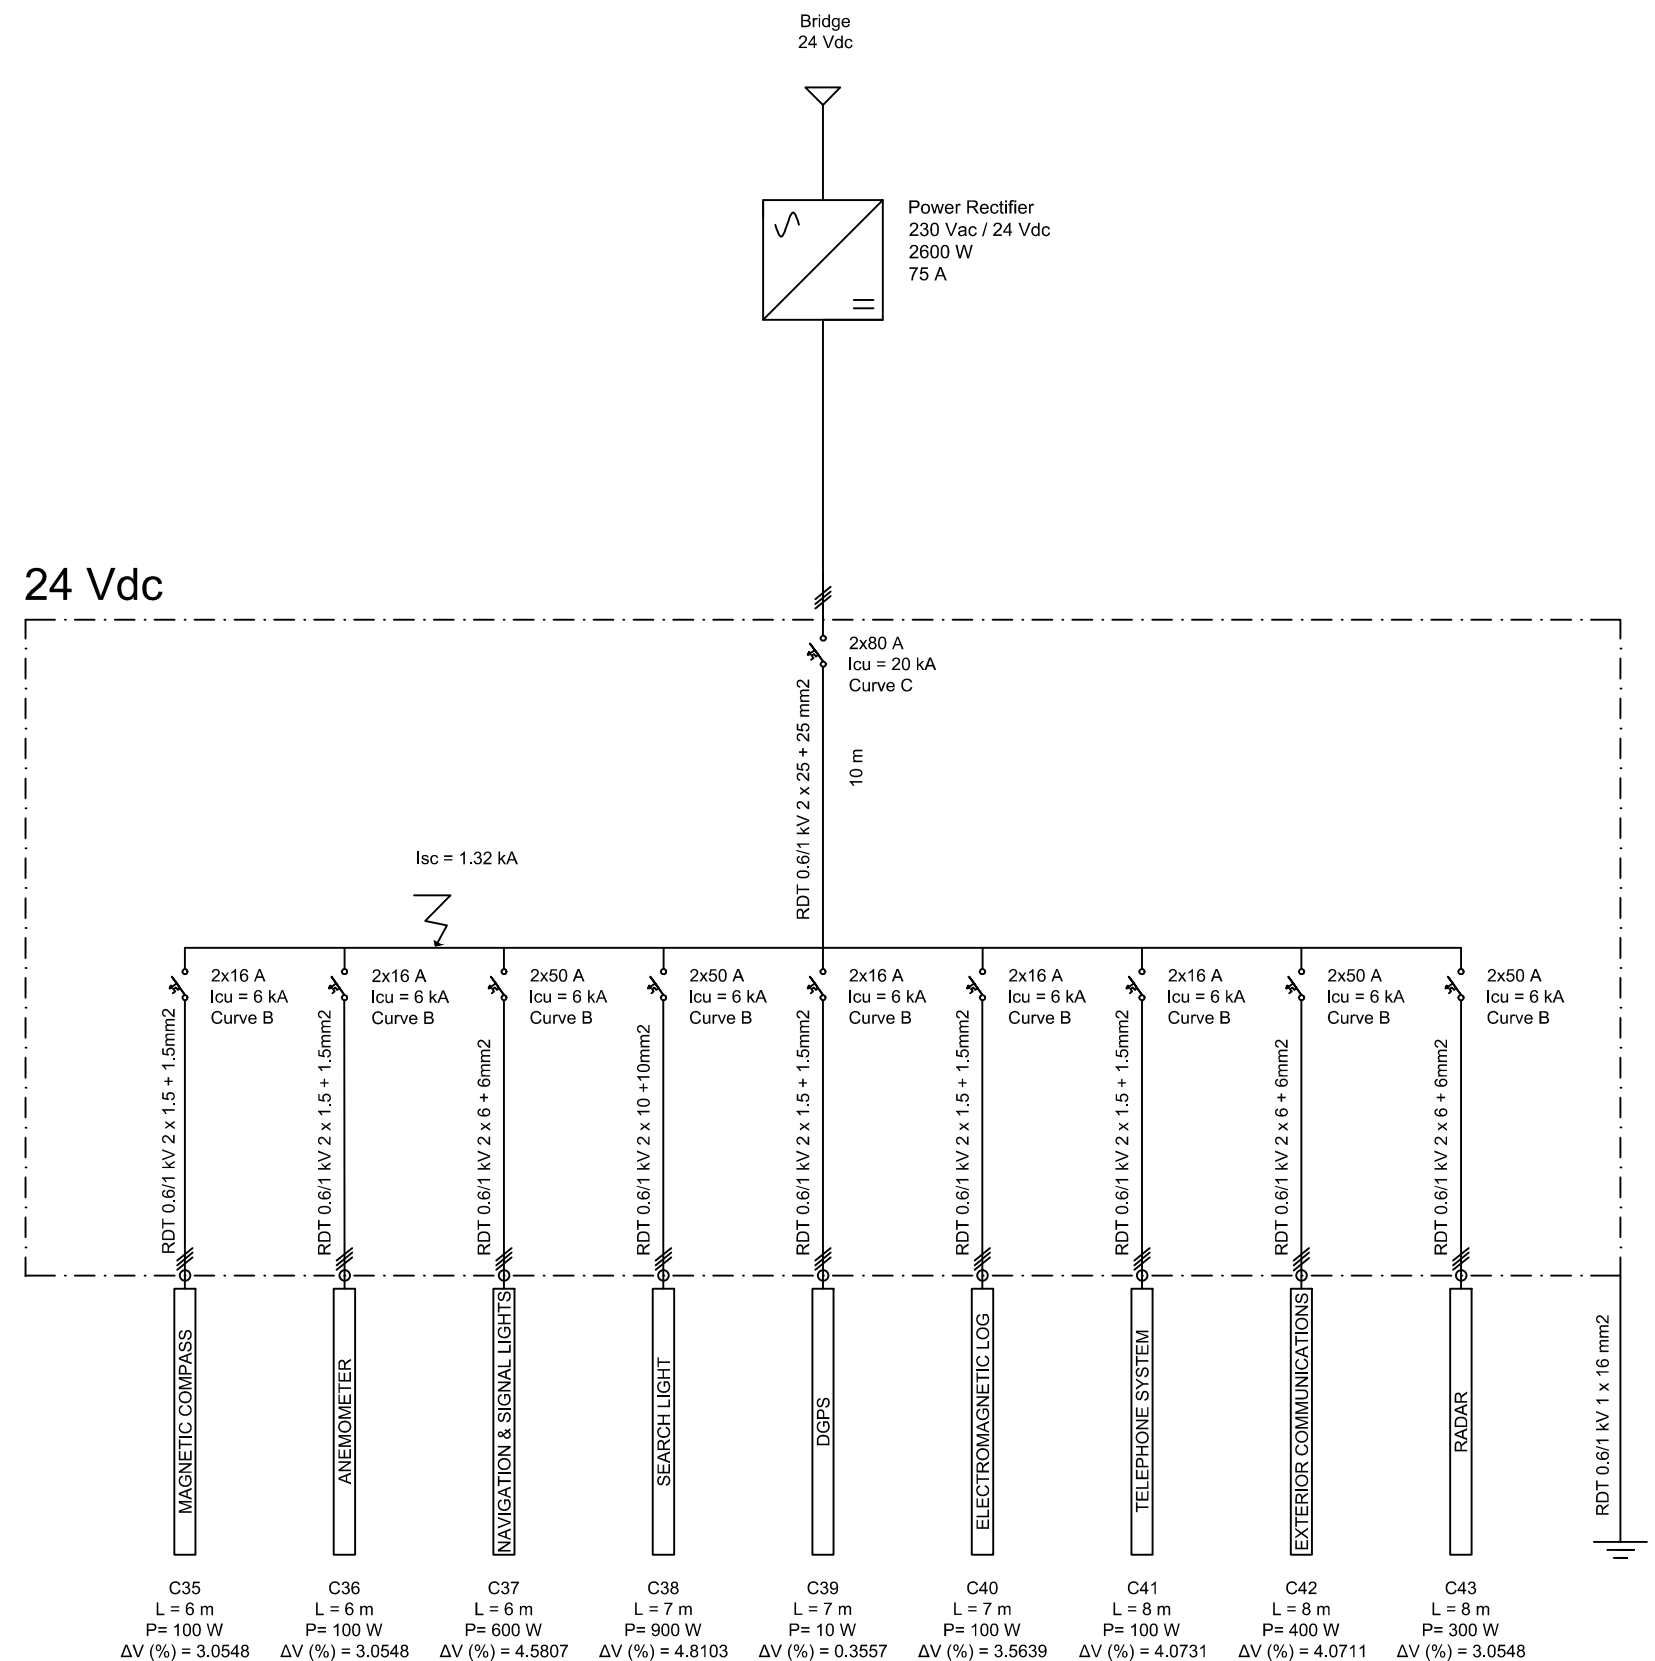 Bridge
24 Vdc
Power Rectifier
230 Vac / 24 Vdc
2600 W
75 A
24 Vdc
2x80 A
Icu = 20 kA
Curve C
RDT 0.6/1 kV 2 x 25 + 25 mm2
10 m
Isc = 1.32 kA
2x16 A
Icu = 6 kA
Curve B
2x16 A
Icu = 6 kA
Curve B
2x50 A
Icu = 6 kA
Curve B
2x50 A
Icu = 6 kA
Curve B
2x16 A
Icu = 6 kA
Curve B
2x16 A
Icu = 6 kA
Curve B
2x16 A
Icu = 6 kA
Curve B
2x50 A
Icu = 6 kA
Curve B
2x50 A
Icu = 6 kA
Curve B
RDT 0.6/1 kV 2 x 1.5 + 1.5mm2
RDT 0.6/1 kV 2 x 1.5 + 1.5mm2
RDT 0.6/1 kV 2 x 6 + 6mm2
RDT 0.6/1 kV 2 x 10 +10mm2
RDT 0.6/1 kV 2 x 1.5 + 1.5mm2
RDT 0.6/1 kV 2 x 1.5 + 1.5mm2
RDT 0.6/1 kV 2 x 1.5 + 1.5mm2
RDT 0.6/1 kV 2 x 6 + 6mm2
RDT 0.6/1 kV 2 x 6 + 6mm2
MAGNETIC COMPASS
ANEMOMETER
NAVIGATION & SIGNAL LIGHTS
SEARCH LIGHT
DGPS
ELECTROMAGNETIC LOG
TELEPHONE SYSTEM
EXTERIOR COMMUNICATIONS
RADAR
RDT 0.6/1 kV 1 x 16 mm2
C35
L = 6 m
P= 100 W
ΔV (%) = 3.0548
C36
L = 6 m
P= 100 W
ΔV (%) = 3.0548
C37
L = 6 m
P= 600 W
ΔV (%) = 4.5807
C38
L = 7 m
P= 900 W
ΔV (%) = 4.8103
C39
L = 7 m
P= 10 W
ΔV (%) = 0.3557
C40
L = 7 m
P= 100 W
ΔV (%) = 3.5639
C41
L = 8 m
P= 100 W
ΔV (%) = 4.0731
C42
L = 8 m
P= 400 W
ΔV (%) = 4.0711
C43
L = 8 m
P= 300 W
ΔV (%) = 3.0548